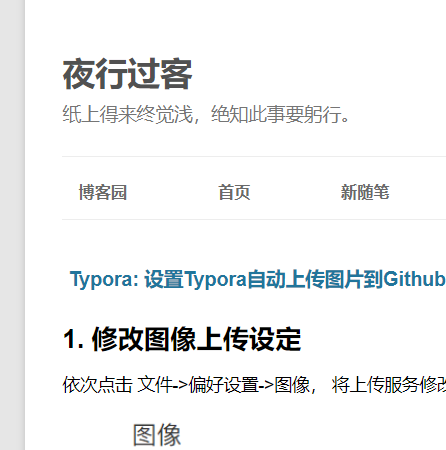 夜行过客
纸上得来终觉浅，绝知此事要躬行。
博客园 首页 新随笔
Typora: 设置Typora自动上传图片到Github
1. 修改图像上传设定
依次点击 文件->偏好设置->图像， 将上传服务修改
图像